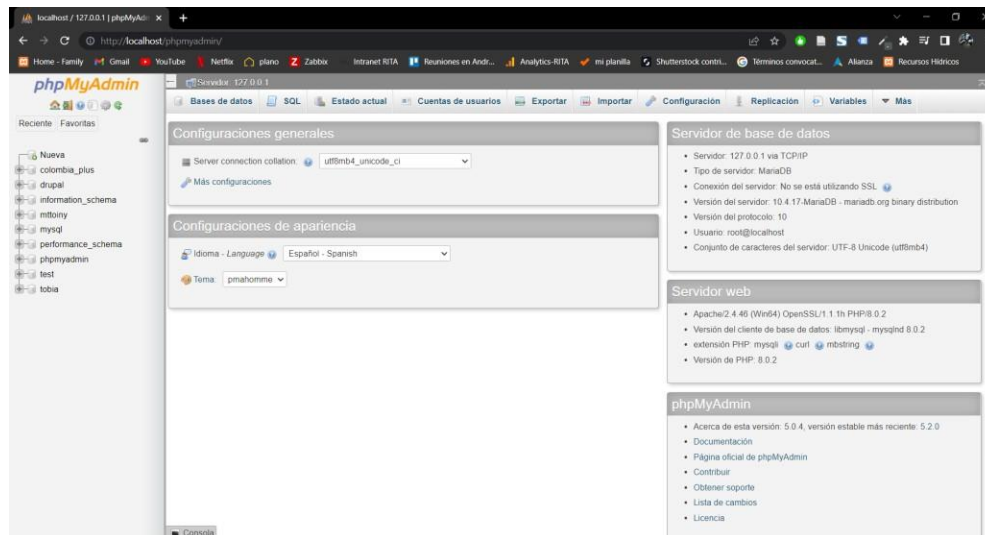 localhost / 127.0.0.1 | phpMyAd
http://localhost/phpmyadmin/
Home - Family Gmail YouTube Netflix plano Zabbix Intranet RITA Reuniones en Andr... Analytics-RITA mi planilla Shutterstock contri... Términos convocat... Alianza Recursos Hidricos
phpMyAdmin
Reciente Favoritas
Nueva
colombia_plus
drupal
information_schema
mttoiny
mysql
performance_schema
phpmyadmin
test
tobia
Servidor: 127.0.0.1
Bases de datos SQL Estado actual Cuentas de usuarios Exportar Importar Configuración Replicación Variables Más
Configuraciones generales
Server connection collation: utf8mb4_unicode_ci
Más configuraciones
Configuraciones de apariencia
Idioma - Language Español - Spanish
Tema: pmahomme
Consola
Servidor de base de datos
Servidor: 127.0.0.1 via TCP/IP
Tipo de servidor: MariaDB
Conexión del servidor: No se está utilizando SSL
Versión del servidor: 10.4.17-MariaDB - mariadb.org binary distribution
Versión del protocolo: 10
Usuario: root@localhost
Conjunto de caracteres del servidor: UTF-8 Unicode (utf8mb4)
Servidor web
Apache/2.4.46 (Win64) OpenSSL/1.1.1h PHP/8.0.2
Versión del cliente de base de datos: libmysql - mysqlnd 8.0.2
extensión PHP: mysqli curl mbstring
Versión de PHP: 8.0.2
phpMyAdmin
Acerca de esta versión: 5.0.4, versión estable más reciente: 5.2.0
Documentación
Página oficial de phpMyAdmin
Contribuir
Obtener soporte
Lista de cambios
Licencia